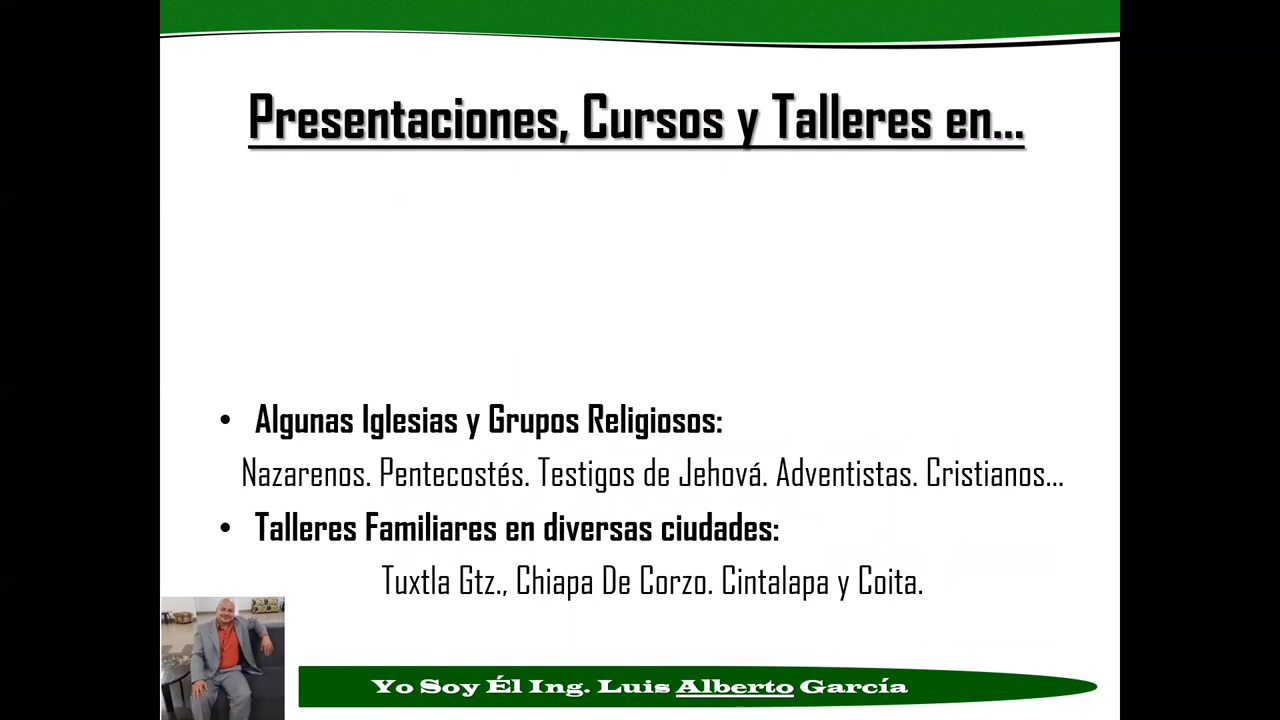 Presentaciones, Cursos y Talleres en...
• Algunas Iglesias y Grupos Religiosos:
Nazarenos. Pentecostés. Testigos de Jehová. Adventistas. Cristianos...
• Talleres Familiares en diversas ciudades:
Tuxtla Gtz., Chiapa De Corzo. Cintalapa y Coita.
Yo Soy Él Ing. Luis Alberto García